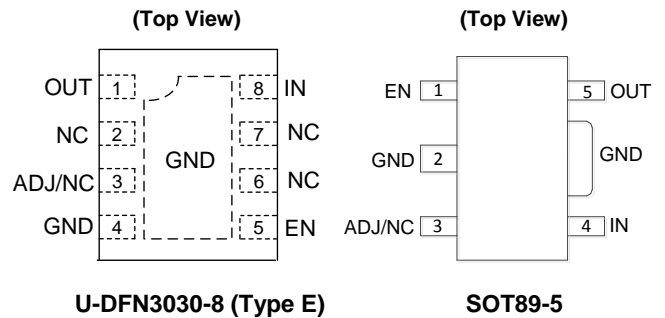 (Top View)
OUT 1 8 IN
NC 2 7 NC
GND
ADJ/NC 3 6 NC
GND 4 5 EN
U-DFN3030-8 (Type E)
(Top View)
EN 1 5 OUT
GND 2 GND
ADJ/NC 3 4 IN
SOT89-5